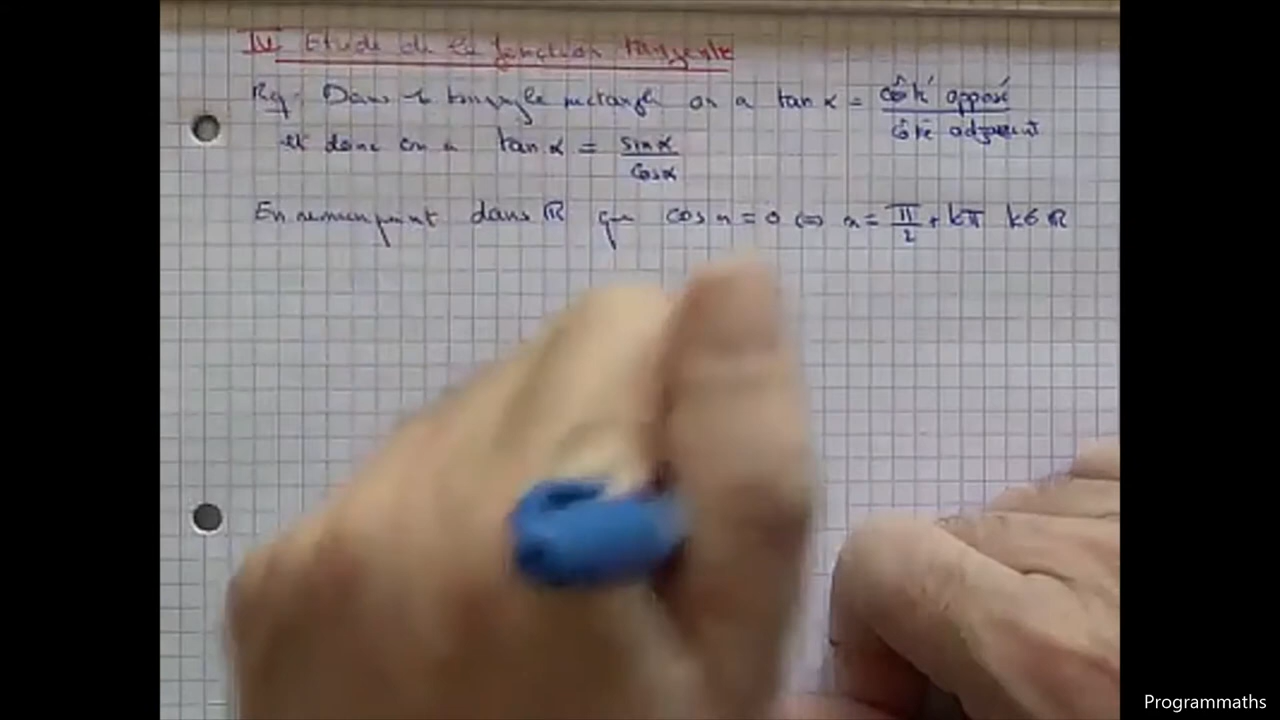 IV Etude de la fonction tangente
Rq : Dans le triangle rectangle on a tan α = côté opposé / côté adjacent
et donc on a tan α = sin α / cos α
En remarquant dans ℝ que cos x = 0 ⇔ x = π/2 + kπ k ∈ ℝ
Programmaths